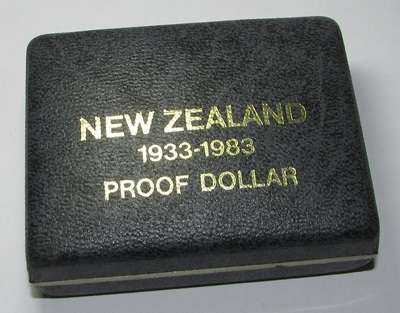 NEW ZEALAND
1933-1983
PROOF DOLLAR